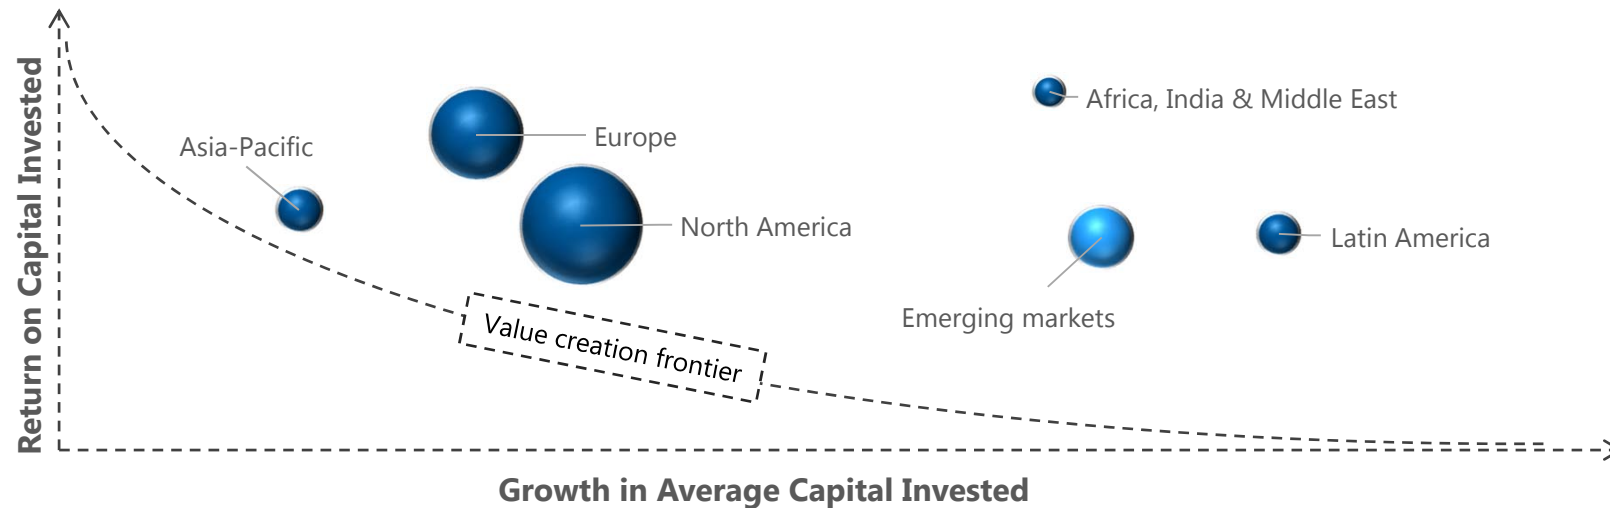 Return on Capital Invested
Africa, India & Middle East
Europe
Asia-Pacific
North America
Latin America
Emerging markets
Value creation frontier
Growth in Average Capital Invested